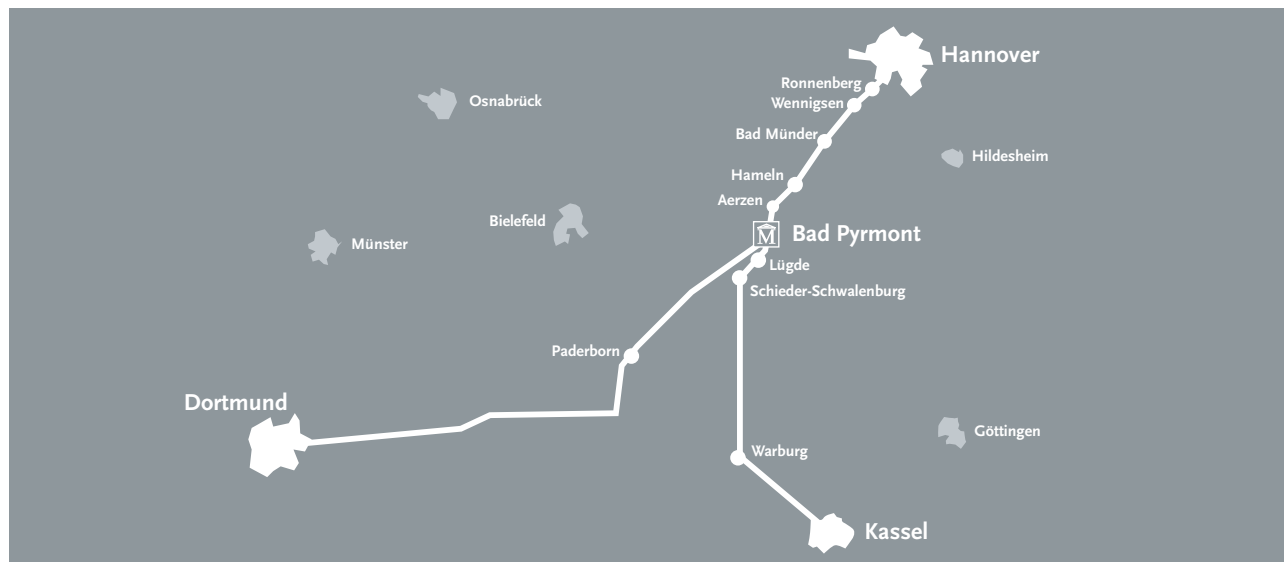 Hannover
Ronnenberg
Osnabrück
Wennigsen
Bad Münder
Hildesheim
Hameln
Aerzen
Bielefeld
M
Bad Pyrmont
Münster
Lügde
Schieder-Schwalenburg
Paderborn
Dortmund
Göttingen
Warburg
Kassel